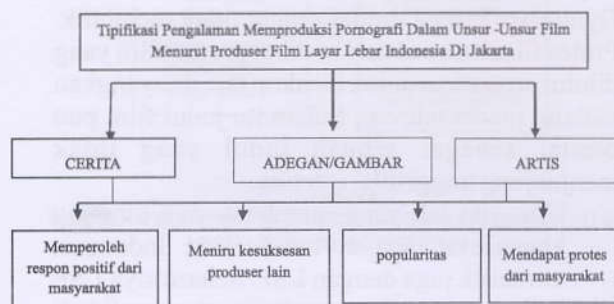 Tipifikasi Pengalaman Memproduksi Pornografi Dalam Unsur -Unsur Film
Menurut Produser Film Layar Lebar Indonesia Di Jakarta
CERITA
ADEGAN/GAMBAR
ARTIS
Memperoleh
respon positif dari
masyarakat
Meniru kesuksesan
produser lain
popularitas
Mendapat protes
dari masyarakat